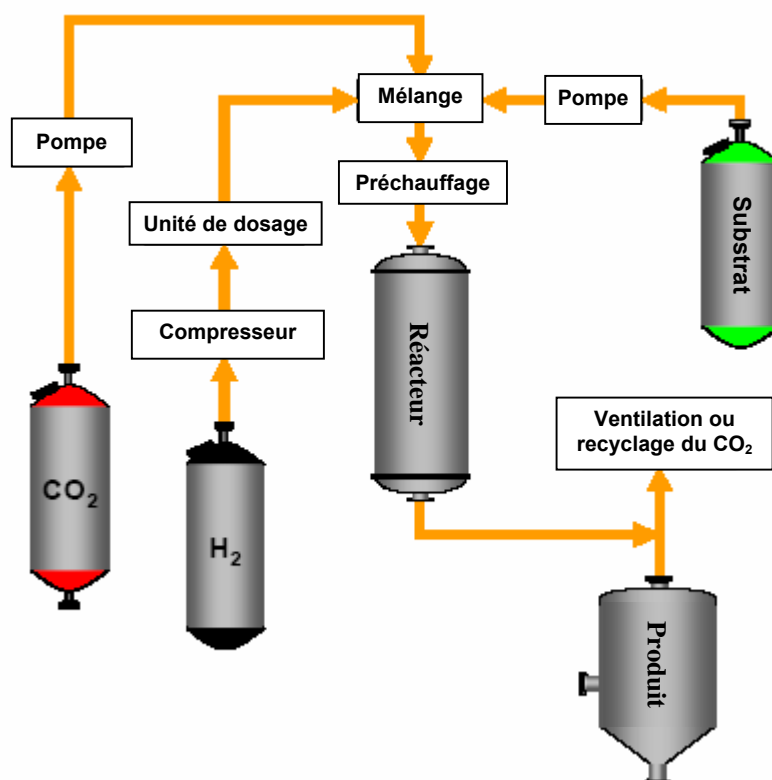 Mélange
Pompe
Pompe
Préchauffage
Unité de dosage
Substrat
Compresseur
Réacteur
Ventilation ou
recyclage du CO₂
CO₂
H₂
Produit